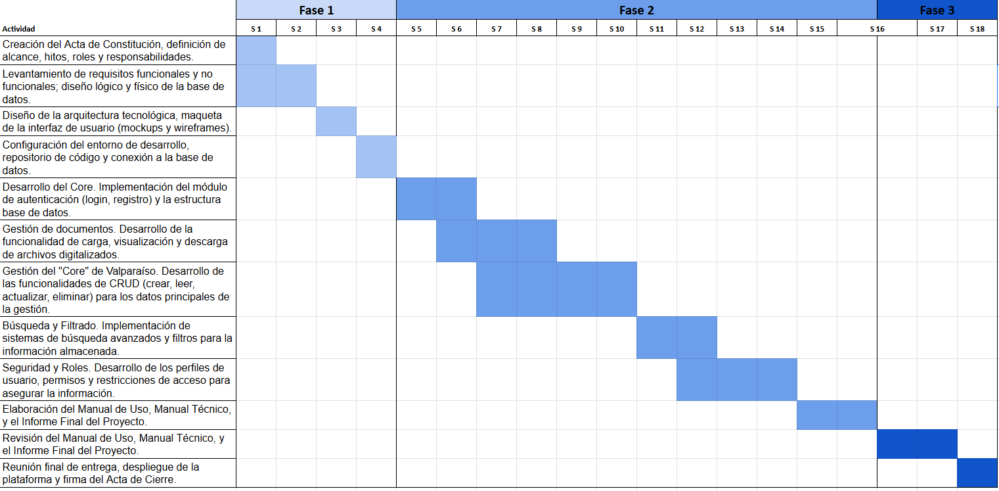 Fase 1 Fase 2 Fase 3
Actividad S 1 S 2 S 3 S 4 S 5 S 6 S 7 S 8 S 9 S 10 S 11 S 12 S 13 S 14 S 15 S 16 S 17 S 18
Creación del Acta de Constitución, definición de
alcance, hitos, roles y responsabilidades.
Levantamiento de requisitos funcionales y no
funcionales; diseño lógico y físico de la base de
datos.
Diseño de la arquitectura tecnológica, maqueta
de la interfaz de usuario (mockups y wireframes).
Configuración del entorno de desarrollo,
repositorio de código y conexión a la base de
datos.
Desarrollo del Core. Implementación del módulo
de autenticación (login, registro) y la estructura
base de datos.
Gestión de documentos. Desarrollo de la
funcionalidad de carga, visualización y descarga
de archivos digitalizados.
Gestión del "Core" de Valparaíso. Desarrollo de
las funcionalidades de CRUD (crear, leer,
actualizar, eliminar) para los datos principales de
la gestión.
Búsqueda y Filtrado. Implementación de
sistemas de búsqueda avanzados y filtros para la
información almacenada.
Seguridad y Roles. Desarrollo de los perfiles de
usuario, permisos y restricciones de acceso para
asegurar la información.
Elaboración del Manual de Uso, Manual Técnico,
y el Informe Final del Proyecto.
Revisión del Manual de Uso, Manual Técnico, y
el Informe Final del Proyecto.
Reunión final de entrega, despliegue de la
plataforma y firma del Acta de Cierre.